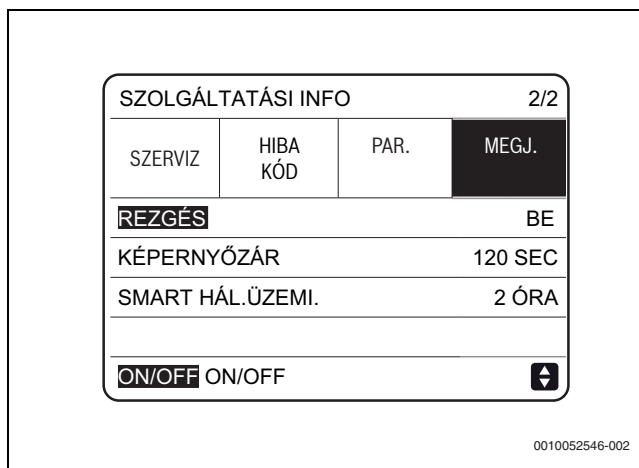 SZOLGÁLTATÁSI INFO 2/2
SZERVIZ HIBA KÓD PAR. MEGJ.
REZGÉS BE
KÉPERNYŐZÁR 120 SEC
SMART HÁL.ÜZEMI. 2 ÓRA
ON/OFF ON/OFF
0010052546-002